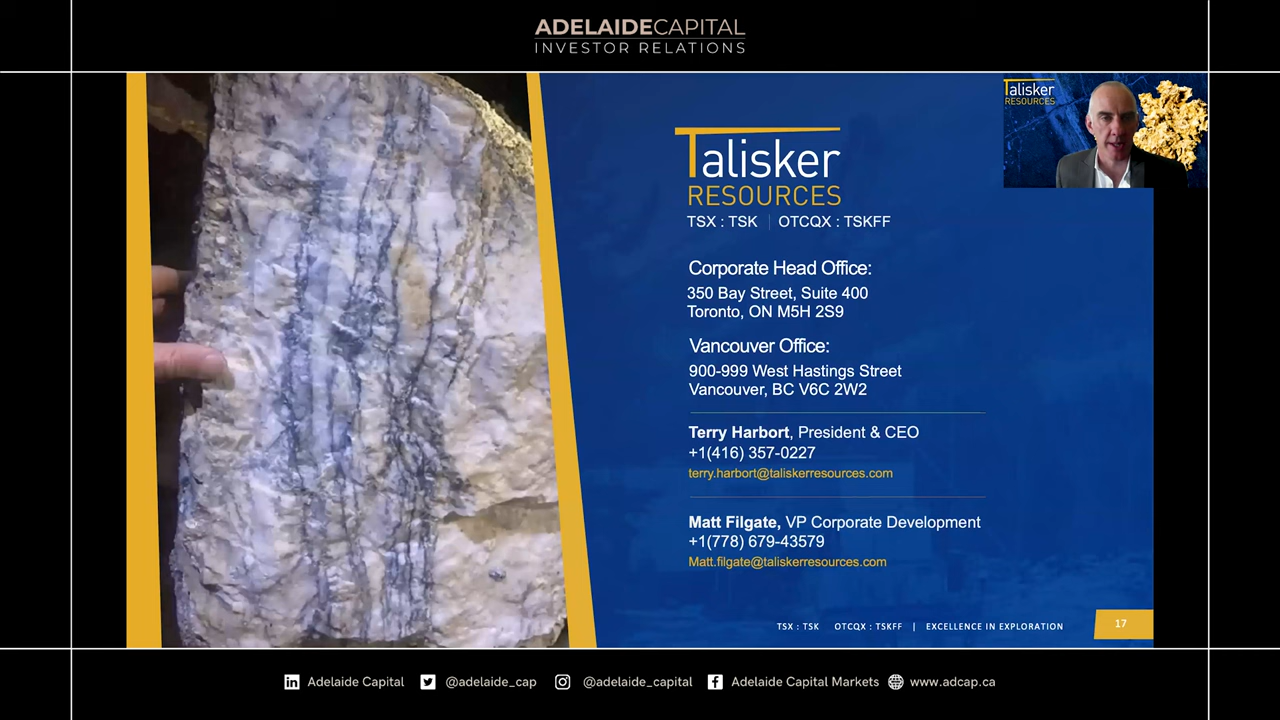 ADELAIDECAPITAL
INVESTOR RELATIONS
Talisker
RESOURCES
Talisker
RESOURCES
TSX : TSK | OTCQX : TSKFF
Corporate Head Office:
350 Bay Street, Suite 400
Toronto, ON M5H 2S9
Vancouver Office:
900-999 West Hastings Street
Vancouver, BC V6C 2W2
Terry Harbort, President & CEO
+1(416) 357-0227
terry.harbort@taliskerresources.com
Matt Filgate, VP Corporate Development
+1(778) 679-43579
Matt.filgate@taliskerresources.com
TSX : TSK OTCQX : TSKFF | EXCELLENCE IN EXPLORATION
17
Adelaide Capital @adelaide_cap @adelaide_capital Adelaide Capital Markets www.adcap.ca